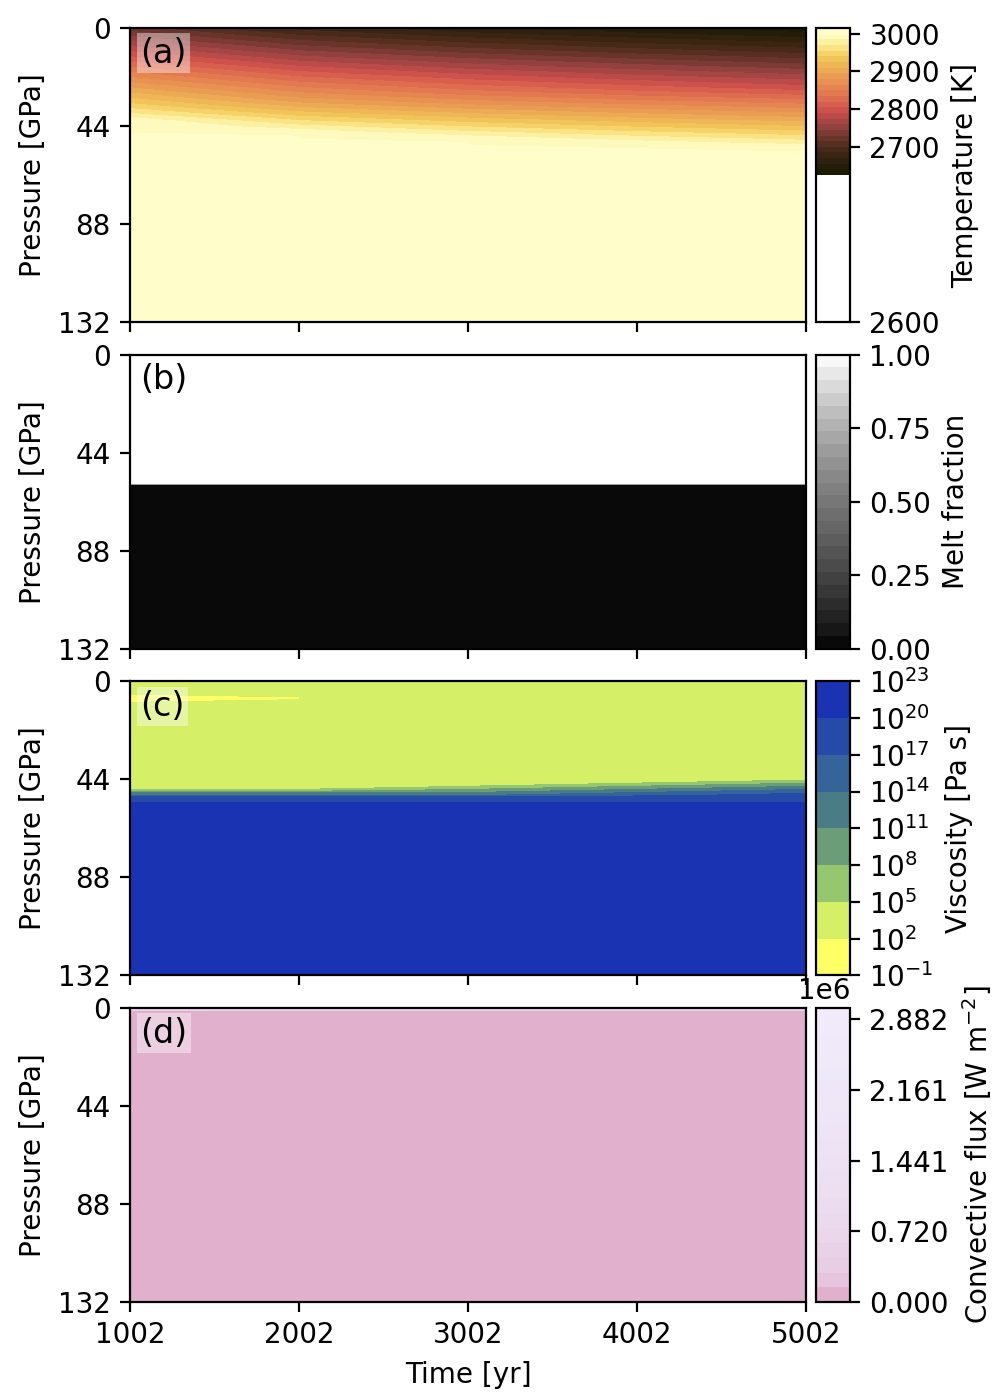 (a)
Pressure [GPa]
0
44
88
132
3000
2900
2800
2700
2600
Temperature [K]
(b)
Pressure [GPa]
0
44
88
132
1.00
0.75
0.50
0.25
0.00
Melt fraction
(c)
Pressure [GPa]
0
44
88
132
10²³
10²⁰
10¹⁷
10¹⁴
10¹¹
10⁸
10⁵
10²
10⁻¹
Viscosity [Pa s]
(d)
Pressure [GPa]
0
44
88
132
1e6
2.882
2.161
1.441
0.720
0.000
Convective flux [W m⁻²]
1002 2002 3002 4002 5002
Time [yr]